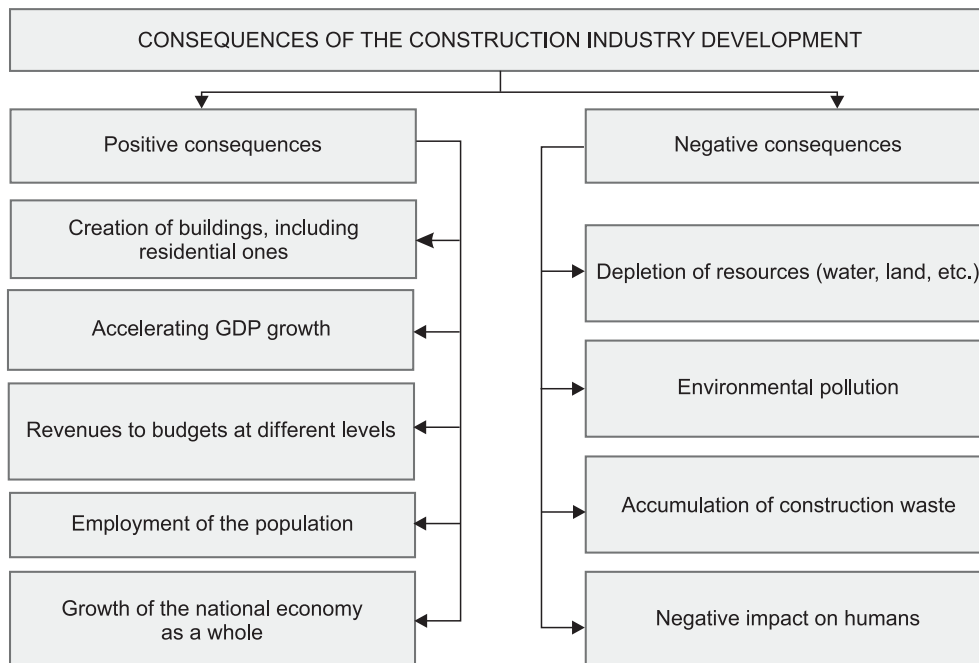 CONSEQUENCES OF THE CONSTRUCTION INDUSTRY DEVELOPMENT
Positive consequences
Creation of buildings, including
residential ones
Accelerating GDP growth
Revenues to budgets at different levels
Employment of the population
Growth of the national economy
as a whole
Negative consequences
Depletion of resources (water, land, etc.)
Environmental pollution
Accumulation of construction waste
Negative impact on humans